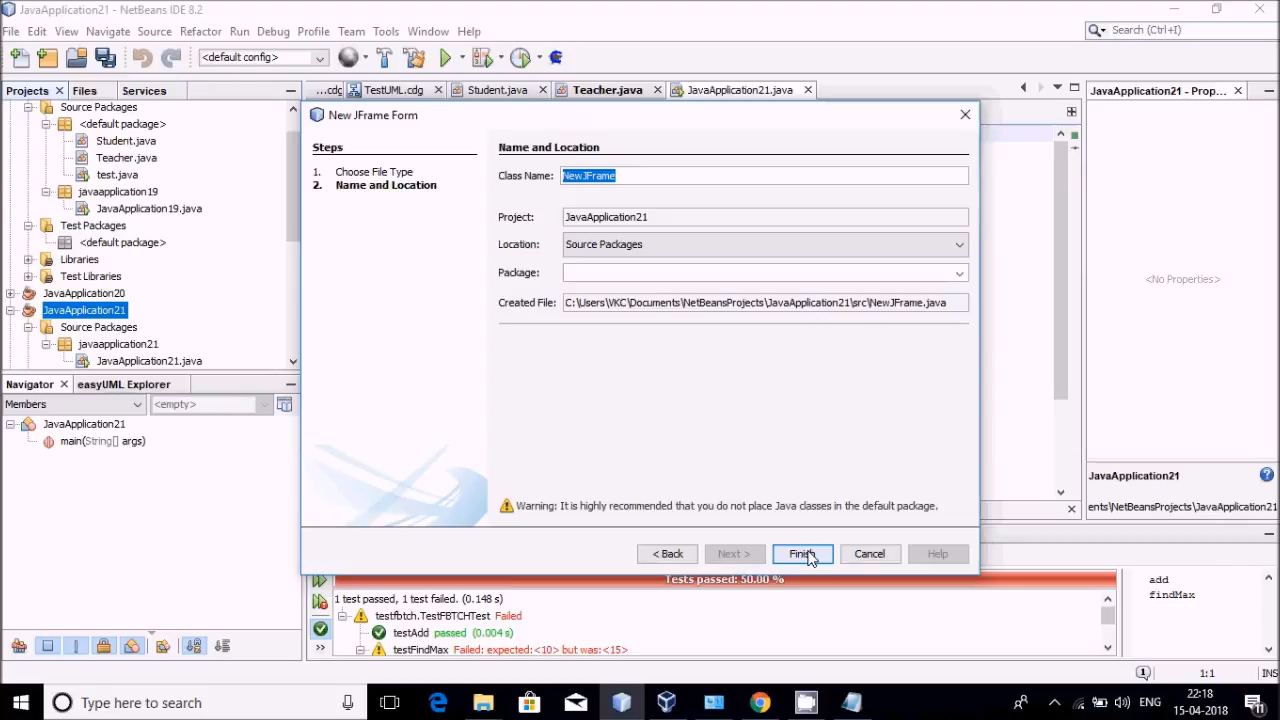 JavaApplication21 - NetBeans IDE 8.2
File Edit View Navigate Source Refactor Run Debug Profile Team Tools Window Help
Search (Ctrl+I)
<default config>
Projects Files Services
...cdg TestUML.cdg Student.java Teacher.java JavaApplication21.java
JavaApplication21 - Prop...
Source Packages
<default package>
Student.java
Teacher.java
test.java
javaapplication19
JavaApplication19.java
Test Packages
<default package>
Libraries
Test Libraries
JavaApplication20
JavaApplication21
Source Packages
javaapplication21
JavaApplication21.java
Navigator easyUML Explorer
Members <empty>
JavaApplication21
main(String[] args)
New JFrame Form
Steps
1. Choose File Type
2. Name and Location
Name and Location
Class Name: NewJFrame
Project: JavaApplication21
Location: Source Packages
Package:
Created File: C:\Users\VKC\Documents\NetBeansProjects\JavaApplication21\src\NewJFrame.java
Warning: It is highly recommended that you do not place Java classes in the default package.
< Back Next > Finish Cancel Help
<No Properties>
JavaApplication21
ents\NetBeansProjects\JavaApplication21
Tests passed: 50.00 %
1 test passed, 1 test failed. (0.148 s)
testfbtch.TestFBTCHTest Failed
testAdd passed (0.004 s)
testFindMax Failed: expected:<10> but was:<15>
add
findMax
1 1:1 INS
Type here to search
ENG 22:18
15-04-2018
11